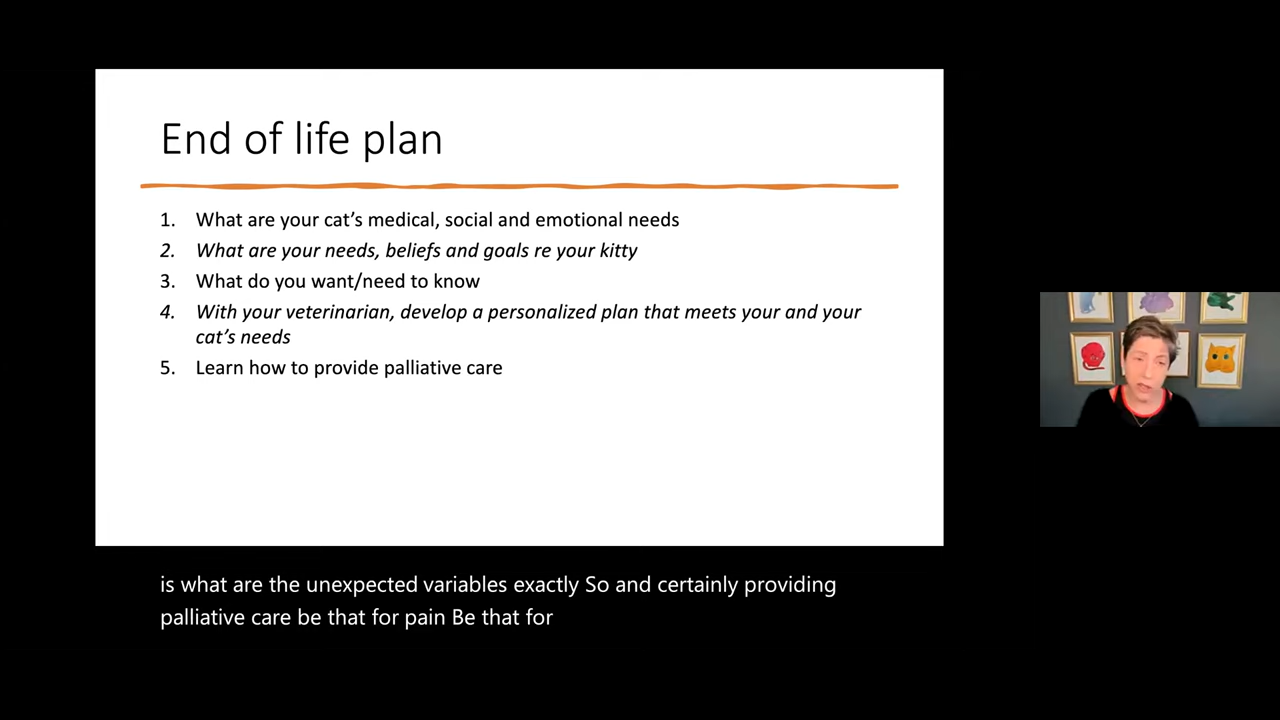 End of life plan
1. What are your cat’s medical, social and emotional needs
2. What are your needs, beliefs and goals re your kitty
3. What do you want/need to know
4. With your veterinarian, develop a personalized plan that meets your and your
cat’s needs
5. Learn how to provide palliative care
is what are the unexpected variables exactly So and certainly providing
palliative care be that for pain Be that for